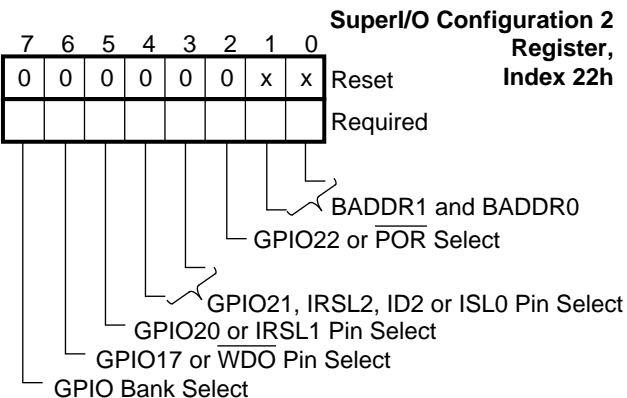 SuperI/O Configuration 2
Register,
Index 22h
7 6 5 4 3 2 1 0
0 0 0 0 0 0 x x Reset
Required
BADDR1 and BADDR0
GPIO22 or POR Select
GPIO21, IRSL2, ID2 or ISL0 Pin Select
GPIO20 or IRSL1 Pin Select
GPIO17 or WDO Pin Select
GPIO Bank Select